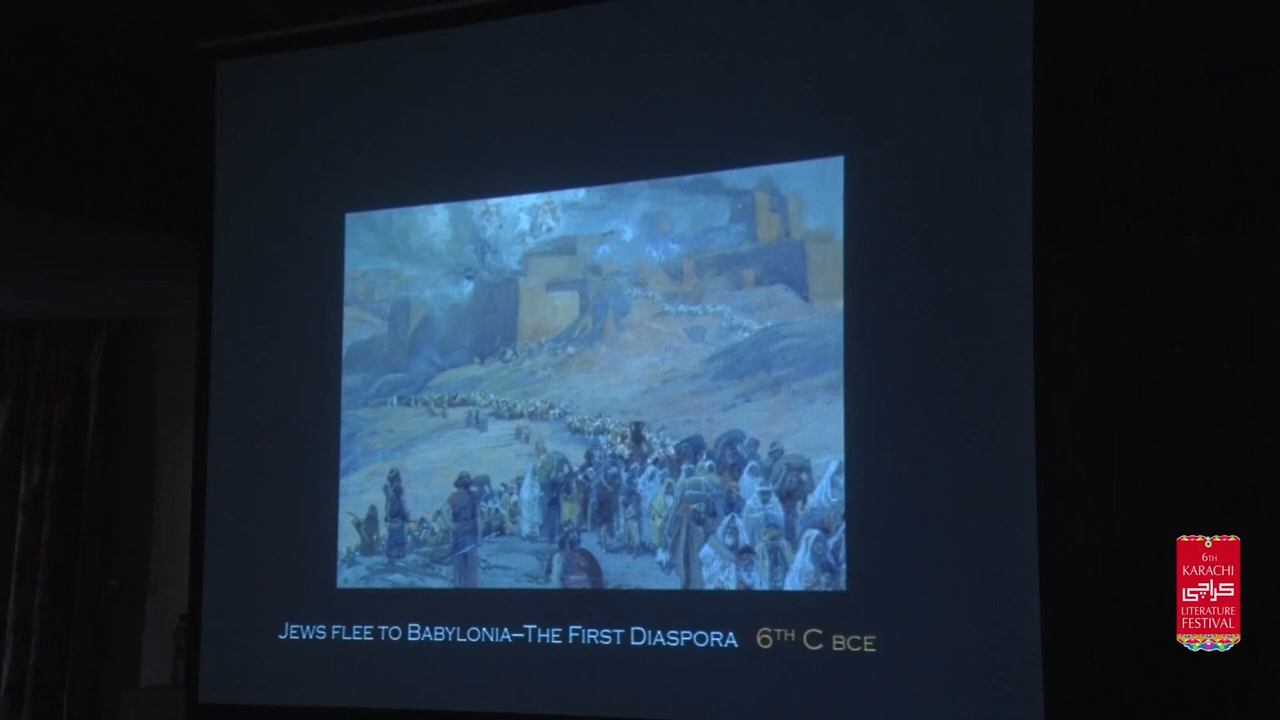 JEWS FLEE TO BABYLONIA–THE FIRST DIASPORA 6TH C BCE
6TH
KARACHI
کراچی
LITERATURE
FESTIVAL